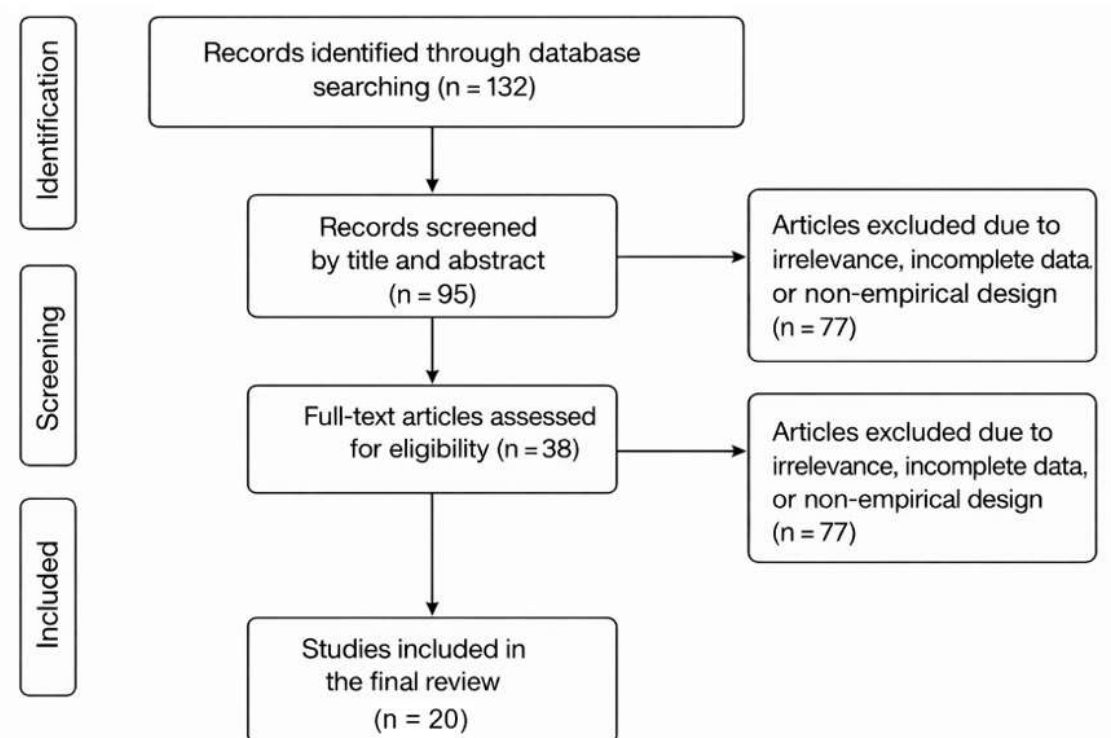 Identification
Records identified through database
searching (n = 132)
Records screened
by title and abstract
(n = 95)
Articles excluded due to
irrelevance, incomplete data.
or non-empirical design
(n = 77)
Screening
Full-text articles assessed
for eligibility (n = 38)
Articles excluded due to
irrelevance, incomplete data,
or non-empirical design
(n = 77)
Included
Studies included in
the final review
(n = 20)